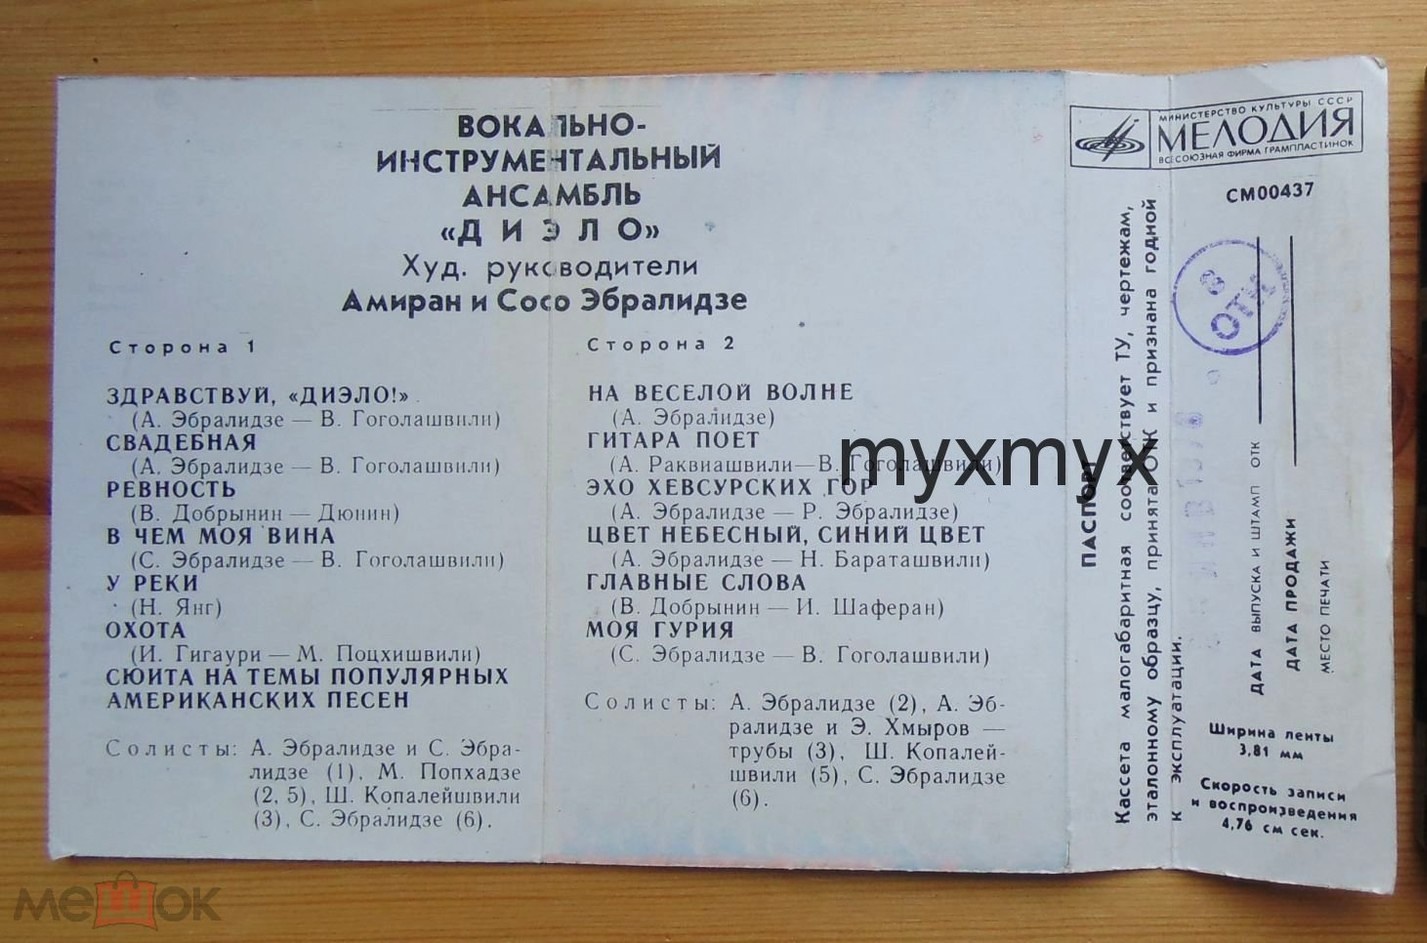 ВОКАЛЬНО-
ИНСТРУМЕНТАЛЬНЫЙ
АНСАМБЛЬ
«ДИЭЛО»
Худ. руководители
Амиран и Сосо Эбралидзе
Сторона 1
ЗДРАВСТВУЙ, «ДИЭЛО!»
(А. Эбралидзе — В. Гоголашвили)
СВАДЕБНАЯ
(А. Эбралидзе — В. Гоголашвили)
РЕВНОСТЬ
(В. Добрынин — Дюнин)
В ЧЕМ МОЯ ВИНА
(С. Эбралидзе — В. Гоголашвили)
У РЕКИ
(Н. Янг)
ОХОТА
(И. Гигаури — М. Поцхишвили)
СЮИТА НА ТЕМЫ ПОПУЛЯРНЫХ
АМЕРИКАНСКИХ ПЕСЕН
Солисты: А. Эбралидзе и С. Эбра-
лидзе (1), М. Попхадзе
(2, 5), Ш. Копалейшвили
(3), С. Эбралидзе (6).
Сторона 2
НА ВЕСЕЛОЙ ВОЛНЕ
(А. Эбралидзе)
ГИТАРА ПОЕТ
(А. Раквиашвили—В. Гоголашвили)
ЭХО ХЕВСУРСКИХ ГОР
(А. Эбралидзе — Р. Эбралидзе)
ЦВЕТ НЕБЕСНЫЙ, СИНИЙ ЦВЕТ
(А. Эбралидзе — Н. Бараташвили)
ГЛАВНЫЕ СЛОВА
(В. Добрынин — И. Шаферан)
МОЯ ГУРИЯ
(С. Эбралидзе — В. Гоголашвили)
Солисты: А. Эбралидзе (2), А. Эб-
ралидзе и Э. Хмыров —
трубы (3), Ш. Копалей-
швили (5), С. Эбралидзе
(6).
myxmyx
ПАСПОРТ
Кассета малогабаритная соответствует ТУ, чертежам,
эталонному образцу, принята ОТК и признана годной
к эксплуатации.
МИНИСТЕРСТВО КУЛЬТУРЫ СССР
МЕЛОДИЯ
ВСЕСОЮЗНАЯ ФИРМА ГРАМПЛАСТИНОК
СМ00437
8
ДАТА ВЫПУСКА И ШТАМП ОТК
ДАТА ПРОДАЖИ
МЕСТО ПЕЧАТИ
Ширина ленты
3,81 мм
Скорость записи
и воспроизведения
4,76 см сек.
мешок